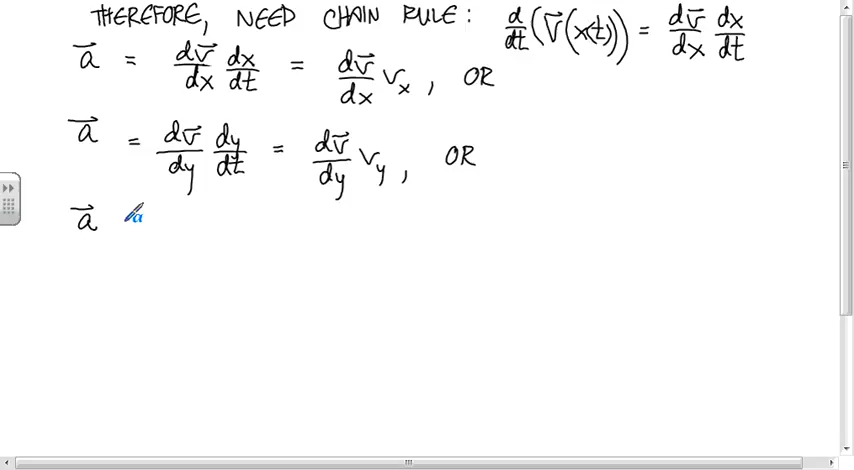 THEREFORE, NEED CHAIN RULE: d/dt (v⃗(x(t))) = dv⃗/dx dx/dt
a⃗ = dv⃗/dx dx/dt = dv⃗/dx vₓ, OR
a⃗ = dv⃗/dy dy/dt = dv⃗/dy v_y, OR
a⃗